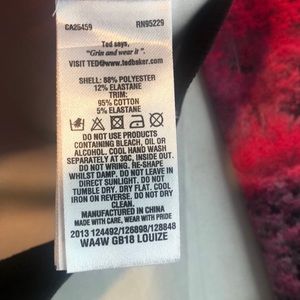 CA25459 RN95229
Ted says,
"Grin and wear it".
VISIT TED@www.tedbaker.com
SHELL: 88% POLYESTER
12% ELASTANE
TRIM:
95% COTTON
5% ELASTANE
DO NOT USE PRODUCTS
CONTAINING BLEACH, OIL OR
ALCOHOL. COOL HAND WASH
SEPARATELY AT 30C, INSIDE OUT.
DO NOT WRING. RE-SHAPE
WHILST DAMP. DO NOT LEAVE IN
DIRECT SUNLIGHT. DO NOT
TUMBLE DRY. DRY FLAT. COOL
IRON ON REVERSE. DO NOT DRY
CLEAN.
MANUFACTURED IN CHINA
MADE WITH CARE, WEAR WITH PRIDE
2013 124492/126898/128848
WA4W GB18 LOUIZE